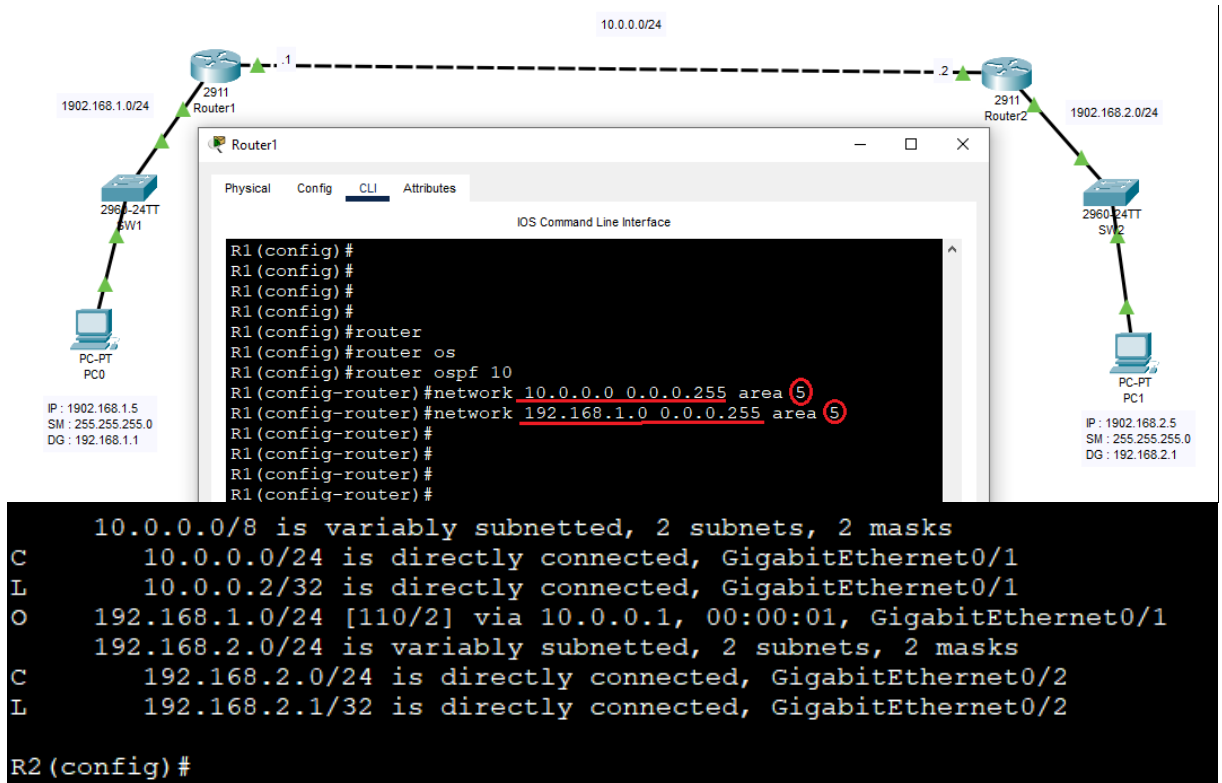 10.0.0.0/24
.1
.2
2911
Router1
2911
Router2
1902.168.1.0/24
1902.168.2.0/24
2960-24TT
SW1
2960-24TT
SW2
PC-PT
PC0
PC-PT
PC1
IP : 1902.168.1.5
SM : 255.255.255.0
DG : 192.168.1.1
IP : 1902.168.2.5
SM : 255.255.255.0
DG : 192.168.2.1
Router1
Physical Config CLI Attributes
IOS Command Line Interface
R1(config)#
R1(config)#
R1(config)#
R1(config)#
R1(config)#router
R1(config)#router os
R1(config)#router ospf 10
R1(config-router)#network 10.0.0.0 0.0.0.255 area 5
R1(config-router)#network 192.168.1.0 0.0.0.255 area 5
R1(config-router)#
R1(config-router)#
R1(config-router)#
R1(config-router)#
10.0.0.0/8 is variably subnetted, 2 subnets, 2 masks
C 10.0.0.0/24 is directly connected, GigabitEthernet0/1
L 10.0.0.2/32 is directly connected, GigabitEthernet0/1
O 192.168.1.0/24 [110/2] via 10.0.0.1, 00:00:01, GigabitEthernet0/1
192.168.2.0/24 is variably subnetted, 2 subnets, 2 masks
C 192.168.2.0/24 is directly connected, GigabitEthernet0/2
L 192.168.2.1/32 is directly connected, GigabitEthernet0/2
R2(config)#